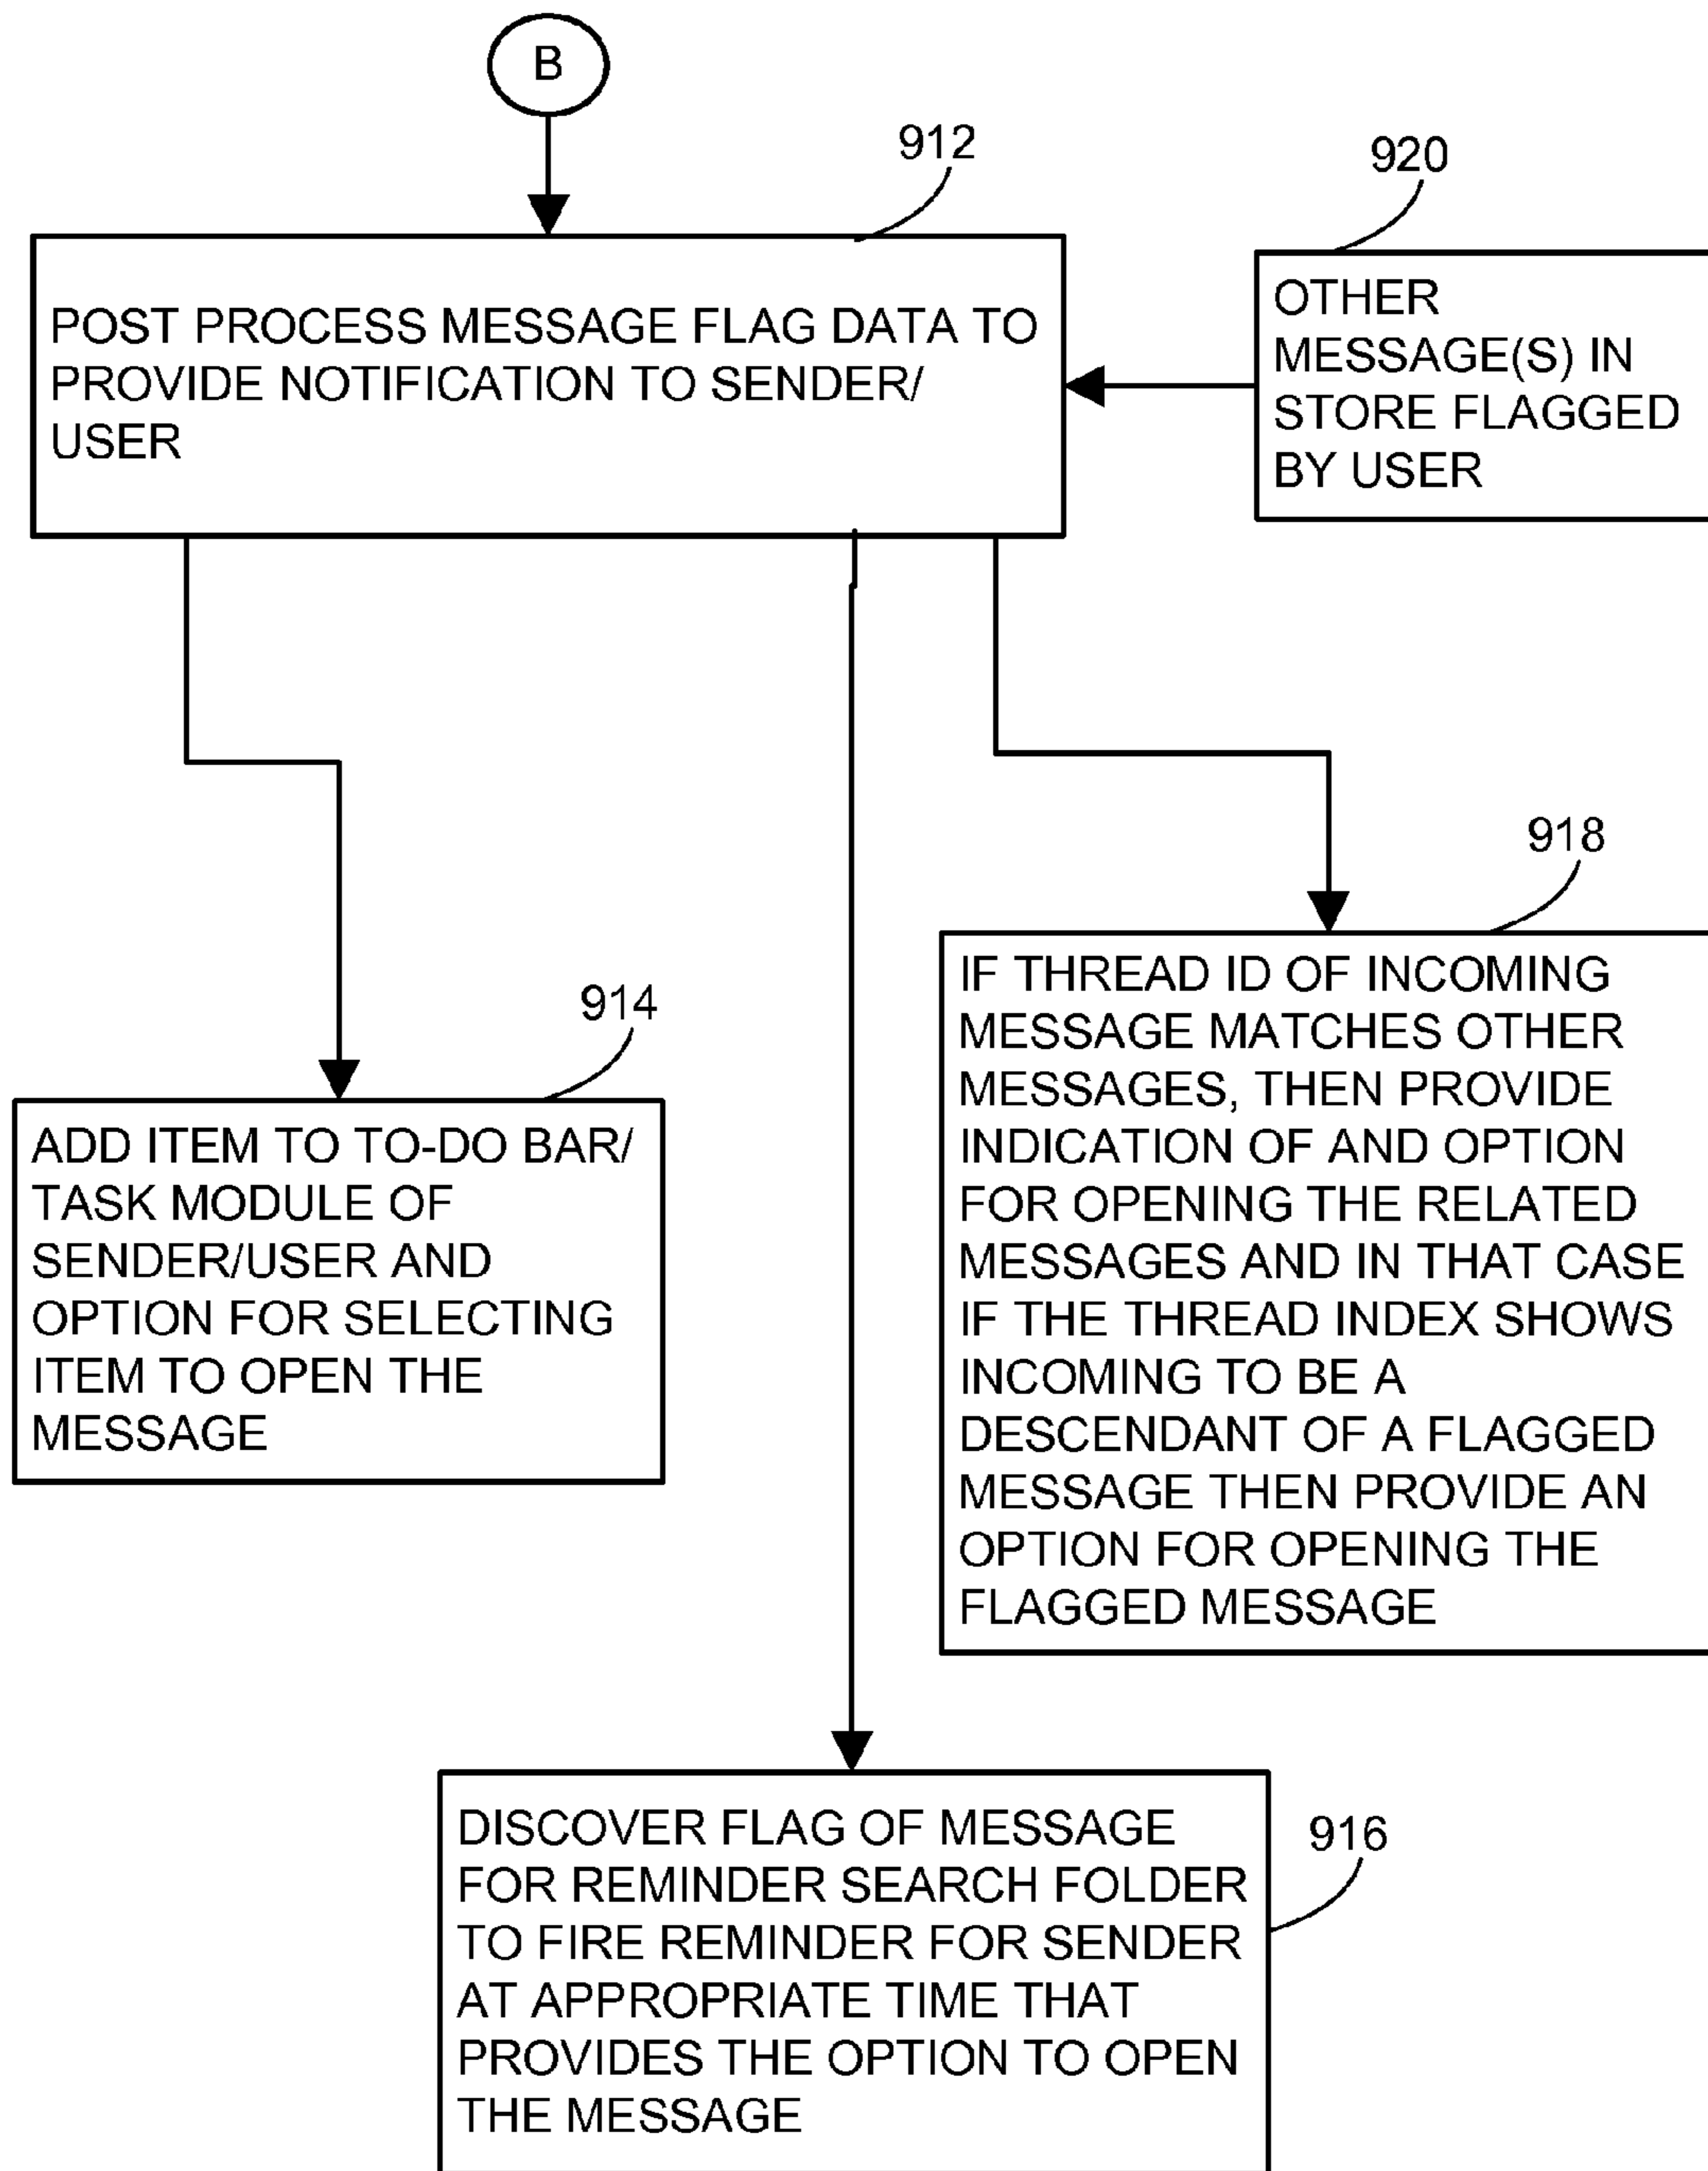 B
912
920
POST PROCESS MESSAGE FLAG DATA TO
PROVIDE NOTIFICATION TO SENDER/
USER
OTHER
MESSAGE(S) IN
STORE FLAGGED
BY USER
918
914
IF THREAD ID OF INCOMING
MESSAGE MATCHES OTHER
MESSAGES, THEN PROVIDE
INDICATION OF AND OPTION
FOR OPENING THE RELATED
MESSAGES AND IN THAT CASE
IF THE THREAD INDEX SHOWS
INCOMING TO BE A
DESCENDANT OF A FLAGGED
MESSAGE THEN PROVIDE AN
OPTION FOR OPENING THE
FLAGGED MESSAGE
ADD ITEM TO TO-DO BAR/
TASK MODULE OF
SENDER/USER AND
OPTION FOR SELECTING
ITEM TO OPEN THE
MESSAGE
916
DISCOVER FLAG OF MESSAGE
FOR REMINDER SEARCH FOLDER
TO FIRE REMINDER FOR SENDER
AT APPROPRIATE TIME THAT
PROVIDES THE OPTION TO OPEN
THE MESSAGE